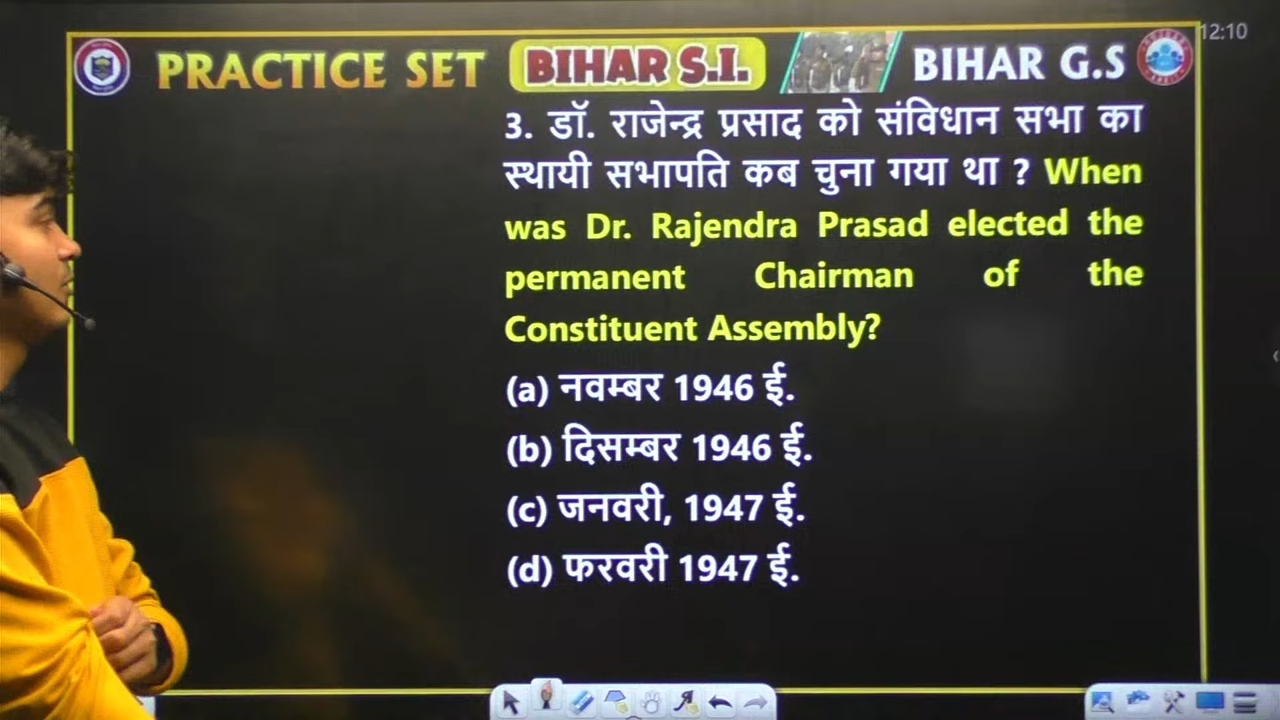 12:10
PRACTICE SET BIHAR S.I. BIHAR G.S
3. डॉ. राजेन्द्र प्रसाद को संविधान सभा का
स्थायी सभापति कब चुना गया था ? When
was Dr. Rajendra Prasad elected the
permanent Chairman of the
Constituent Assembly?
(a) नवम्बर 1946 ई.
(b) दिसम्बर 1946 ई.
(c) जनवरी, 1947 ई.
(d) फरवरी 1947 ई.